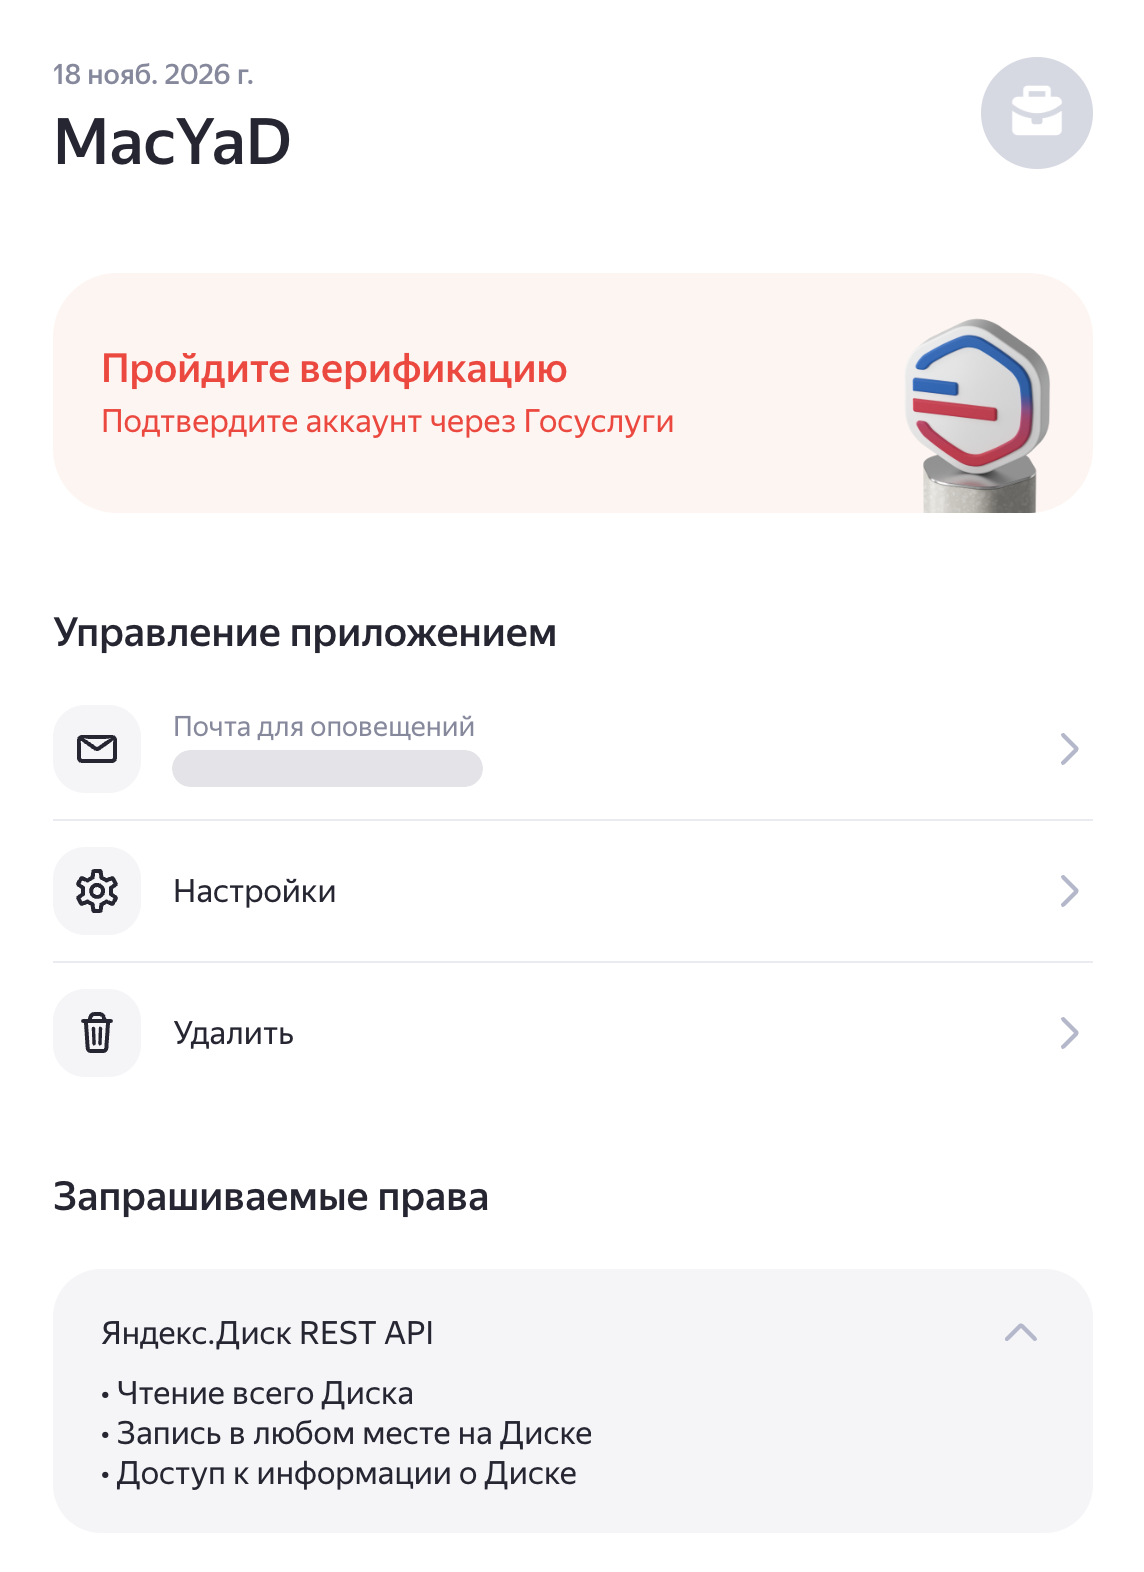 18 нояб. 2026 г.
MacYaD
Пройдите верификацию
Подтвердите аккаунт через Госуслуги
Управление приложением
Почта для оповещений
Настройки
Удалить
Запрашиваемые права
Яндекс.Диск REST API
• Чтение всего Диска
• Запись в любом месте на Диске
• Доступ к информации о Диске